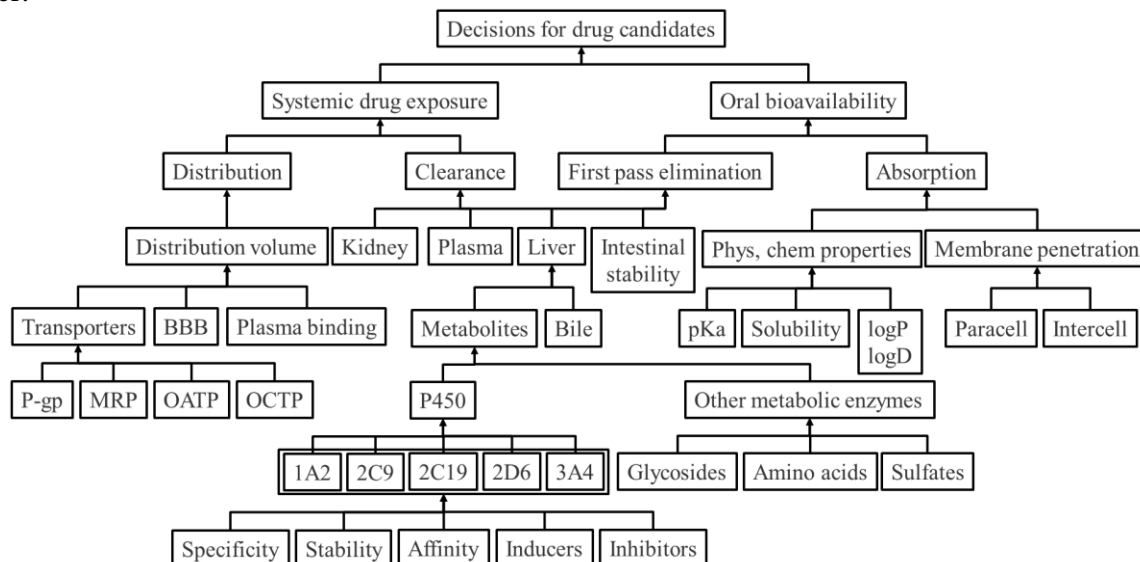 Decisions for drug candidates
Systemic drug exposure
Oral bioavailability
Distribution
Clearance
First pass elimination
Absorption
Distribution volume
Kidney
Plasma
Liver
Intestinal
stability
Phys, chem properties
Membrane penetration
Transporters
BBB
Plasma binding
Metabolites
Bile
pKa
Solubility
logP
logD
Paracell
Intercell
P-gp
MRP
OATP
OCTP
P450
Other metabolic enzymes
1A2
2C9
2C19
2D6
3A4
Glycosides
Amino acids
Sulfates
Specificity
Stability
Affinity
Inducers
Inhibitors